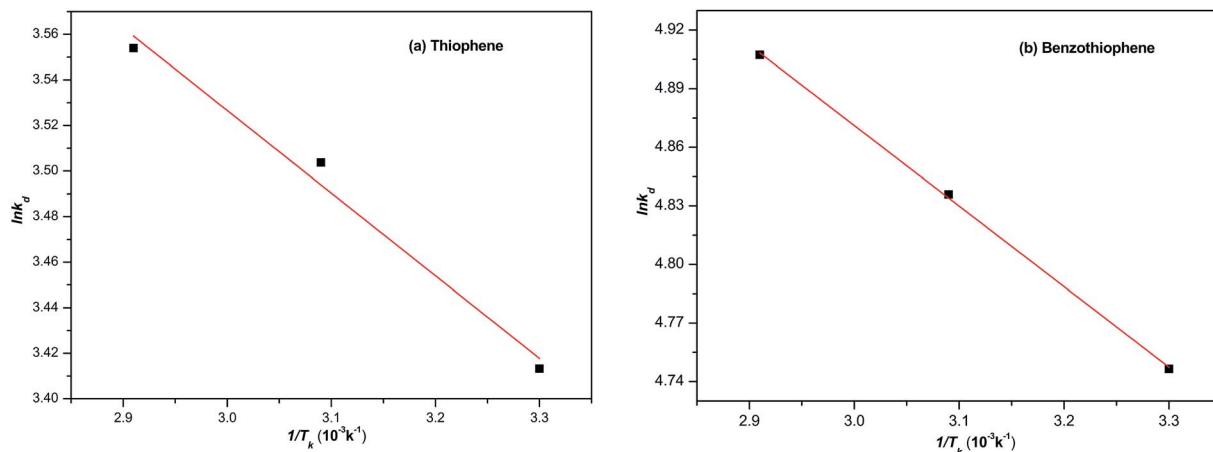 (a) Thiophene
3.56
3.54
3.52
3.50
3.48
3.46
3.44
3.42
3.40
lnk_d
2.9 3.0 3.1 3.2 3.3
1/T_k (10⁻³k⁻¹)
(b) Benzothiophene
4.92
4.89
4.86
4.83
4.80
4.77
4.74
lnk_d
2.9 3.0 3.1 3.2 3.3
1/T_k (10⁻³k⁻¹)